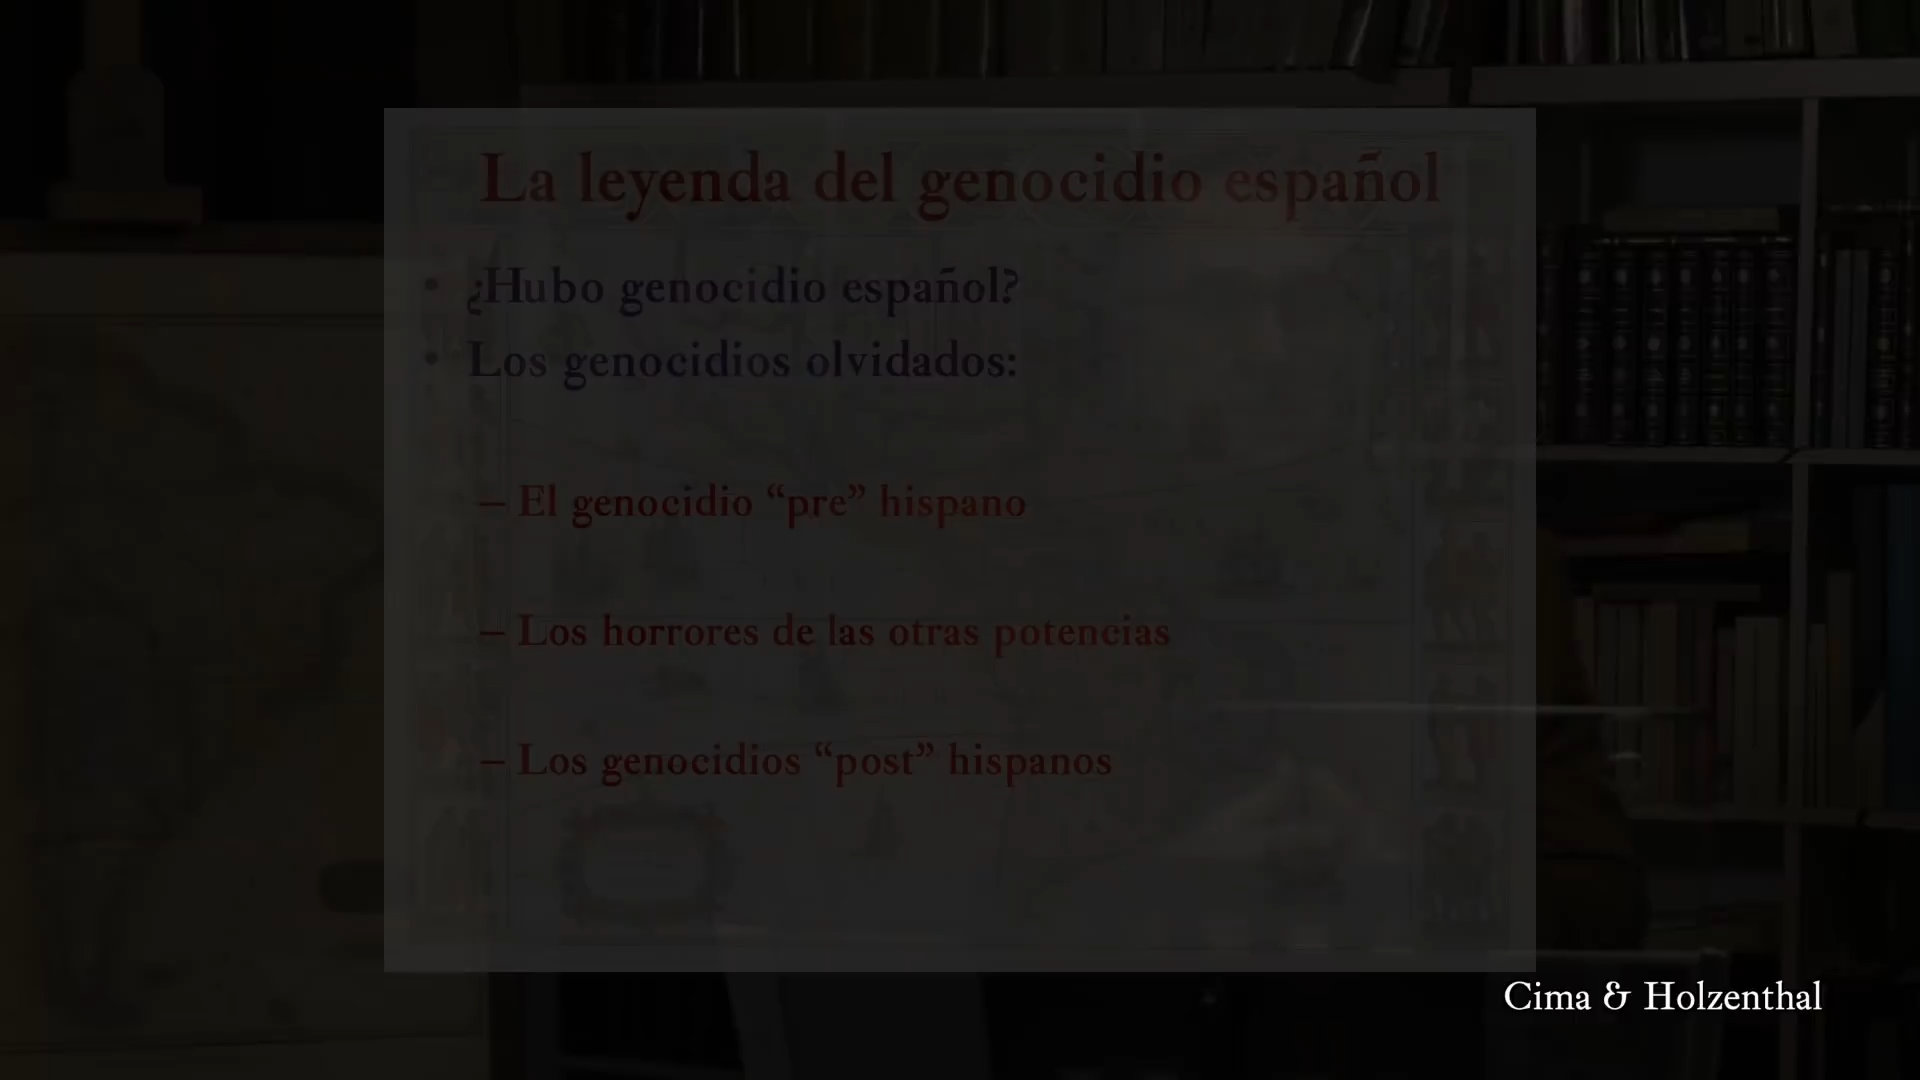 La leyenda del genocidio español
• ¿Hubo genocidio español?
• Los genocidios olvidados:
– El genocidio “pre” hispano
– Los horrores de las otras potencias
– Los genocidios “post” hispanos
Cima & Holzenthal